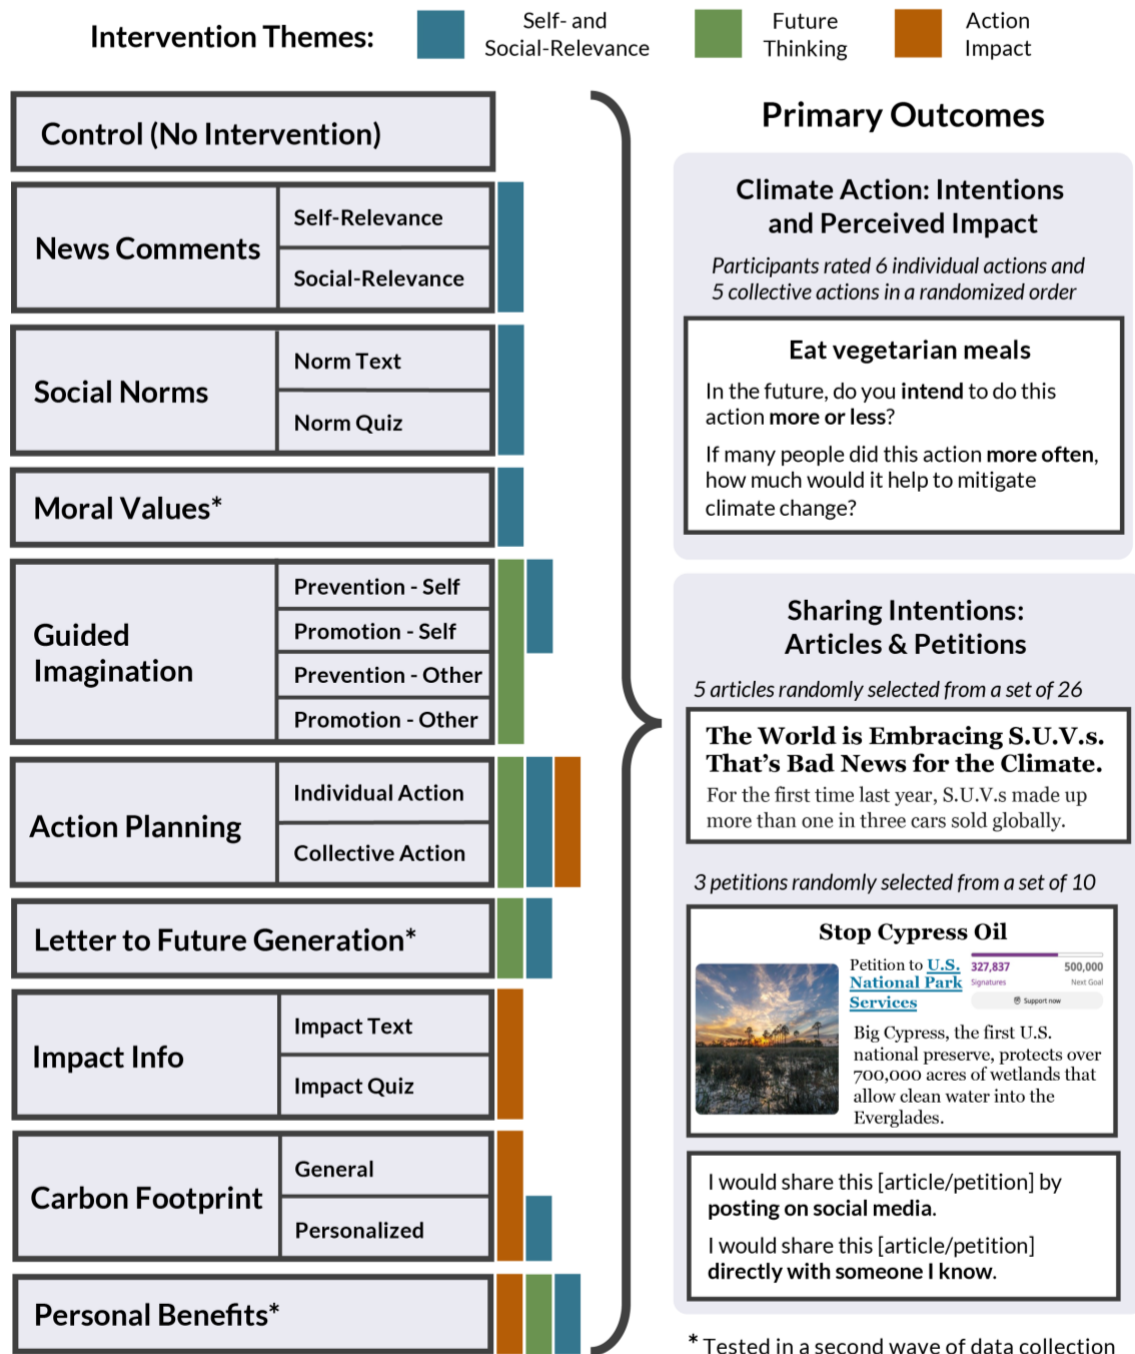 Intervention Themes:
Self- and
Social-Relevance
Future
Thinking
Action
Impact
Control (No Intervention)
News Comments
Self-Relevance
Social-Relevance
Social Norms
Norm Text
Norm Quiz
Moral Values*
Guided
Imagination
Prevention - Self
Promotion - Self
Prevention - Other
Promotion - Other
Action Planning
Individual Action
Collective Action
Letter to Future Generation*
Impact Info
Impact Text
Impact Quiz
Carbon Footprint
General
Personalized
Personal Benefits*
Primary Outcomes
Climate Action: Intentions
and Perceived Impact
Participants rated 6 individual actions and
5 collective actions in a randomized order
Eat vegetarian meals
In the future, do you intend to do this
action more or less?
If many people did this action more often,
how much would it help to mitigate
climate change?
Sharing Intentions:
Articles & Petitions
5 articles randomly selected from a set of 26
The World is Embracing S.U.V.s.
That's Bad News for the Climate.
For the first time last year, S.U.V.s made up
more than one in three cars sold globally.
3 petitions randomly selected from a set of 10
Stop Cypress Oil
Petition to U.S.
National Park
Services
327,837
500,000
Signatures
Next Goal
Support now
Big Cypress, the first U.S.
national preserve, protects over
700,000 acres of wetlands that
allow clean water into the
Everglades.
I would share this [article/petition] by
posting on social media.
I would share this [article/petition]
directly with someone I know.
* Tested in a second wave of data collection